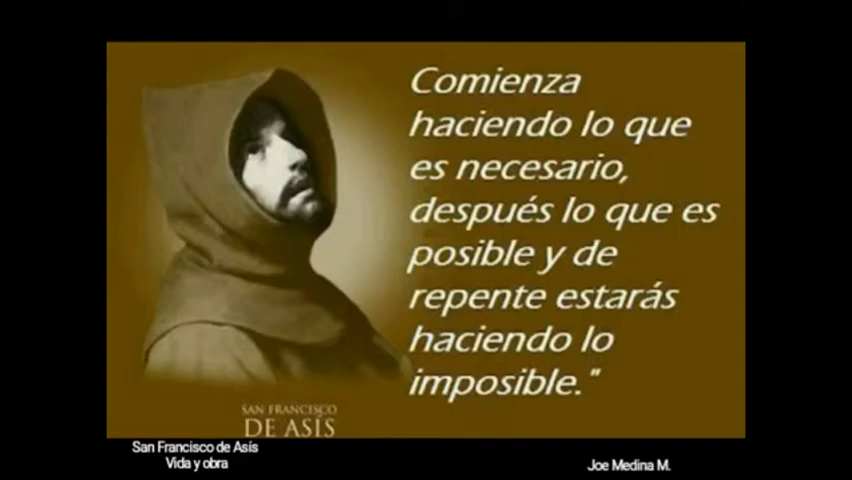 Comienza
haciendo lo que
es necesario,
después lo que es
posible y de
repente estarás
haciendo lo
imposible."
SAN FRANCISCO
DE ASÍS
San Francisco de Asís
Vida y obra
Joe Medina M.